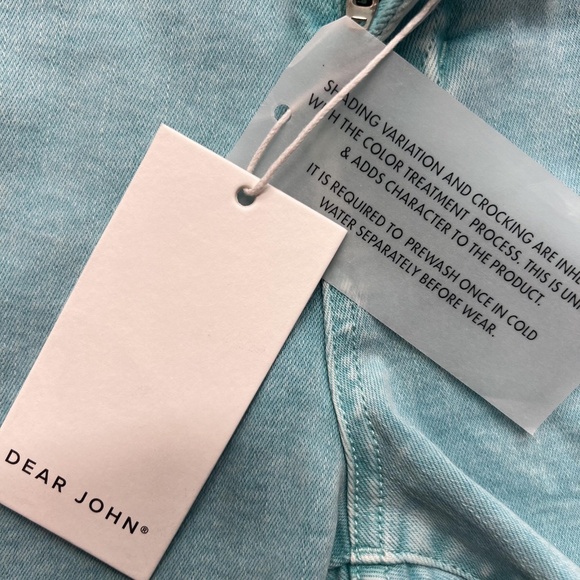 SHADING VARIATION AND CROCKING ARE
WITH THE COLOR TREATMENT PROCESS. THIS IS
& ADDS CHARACTER TO THE PRODUCT.
IT IS REQUIRED TO PREWASH ONCE IN COLD
WATER SEPARATELY BEFORE WEAR.
DEAR JOHN®